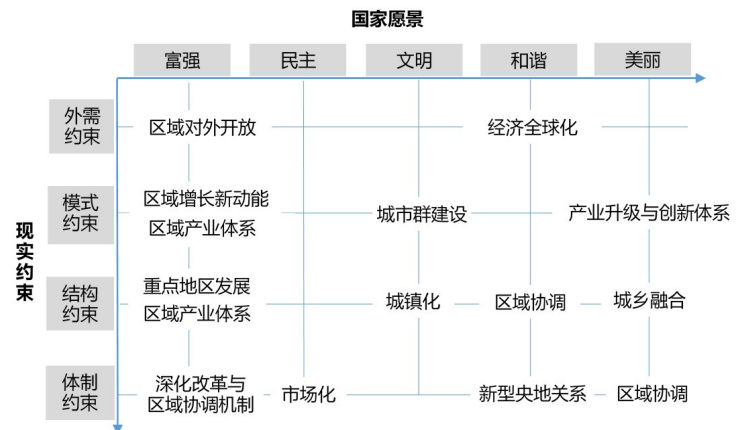 国家愿景
富强 民主 文明 和谐 美丽
外需
约束
区域对外开放 经济全球化
模式
约束
区域增长新动能
区域产业体系
城市群建设 产业升级与创新体系
现实约束
结构
约束
重点地区发展
区域产业体系
城镇化 区域协调 城乡融合
体制
约束
深化改革与
区域协调机制
市场化 新型央地关系 区域协调